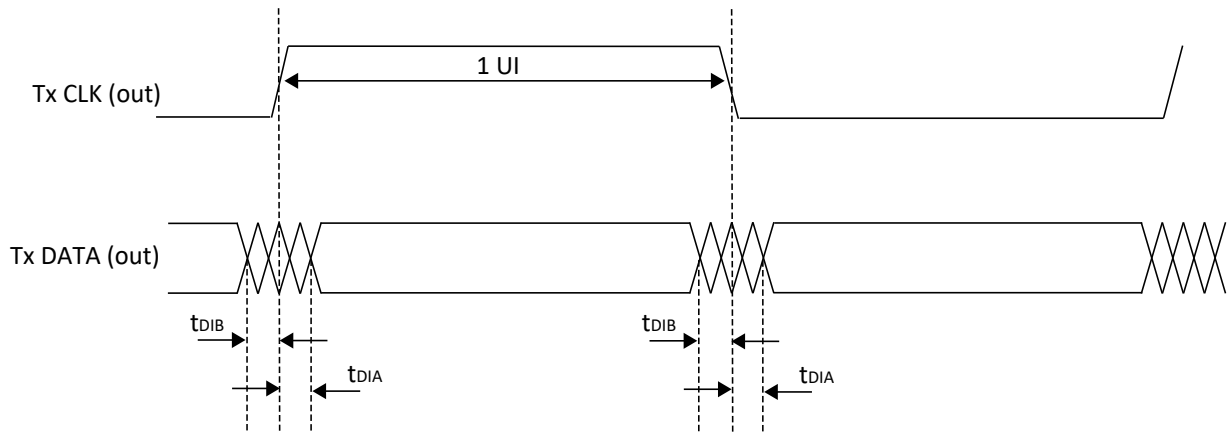 1 UI
Tx CLK (out)
Tx DATA (out)
tDIB
tDIB
tDIA
tDIA